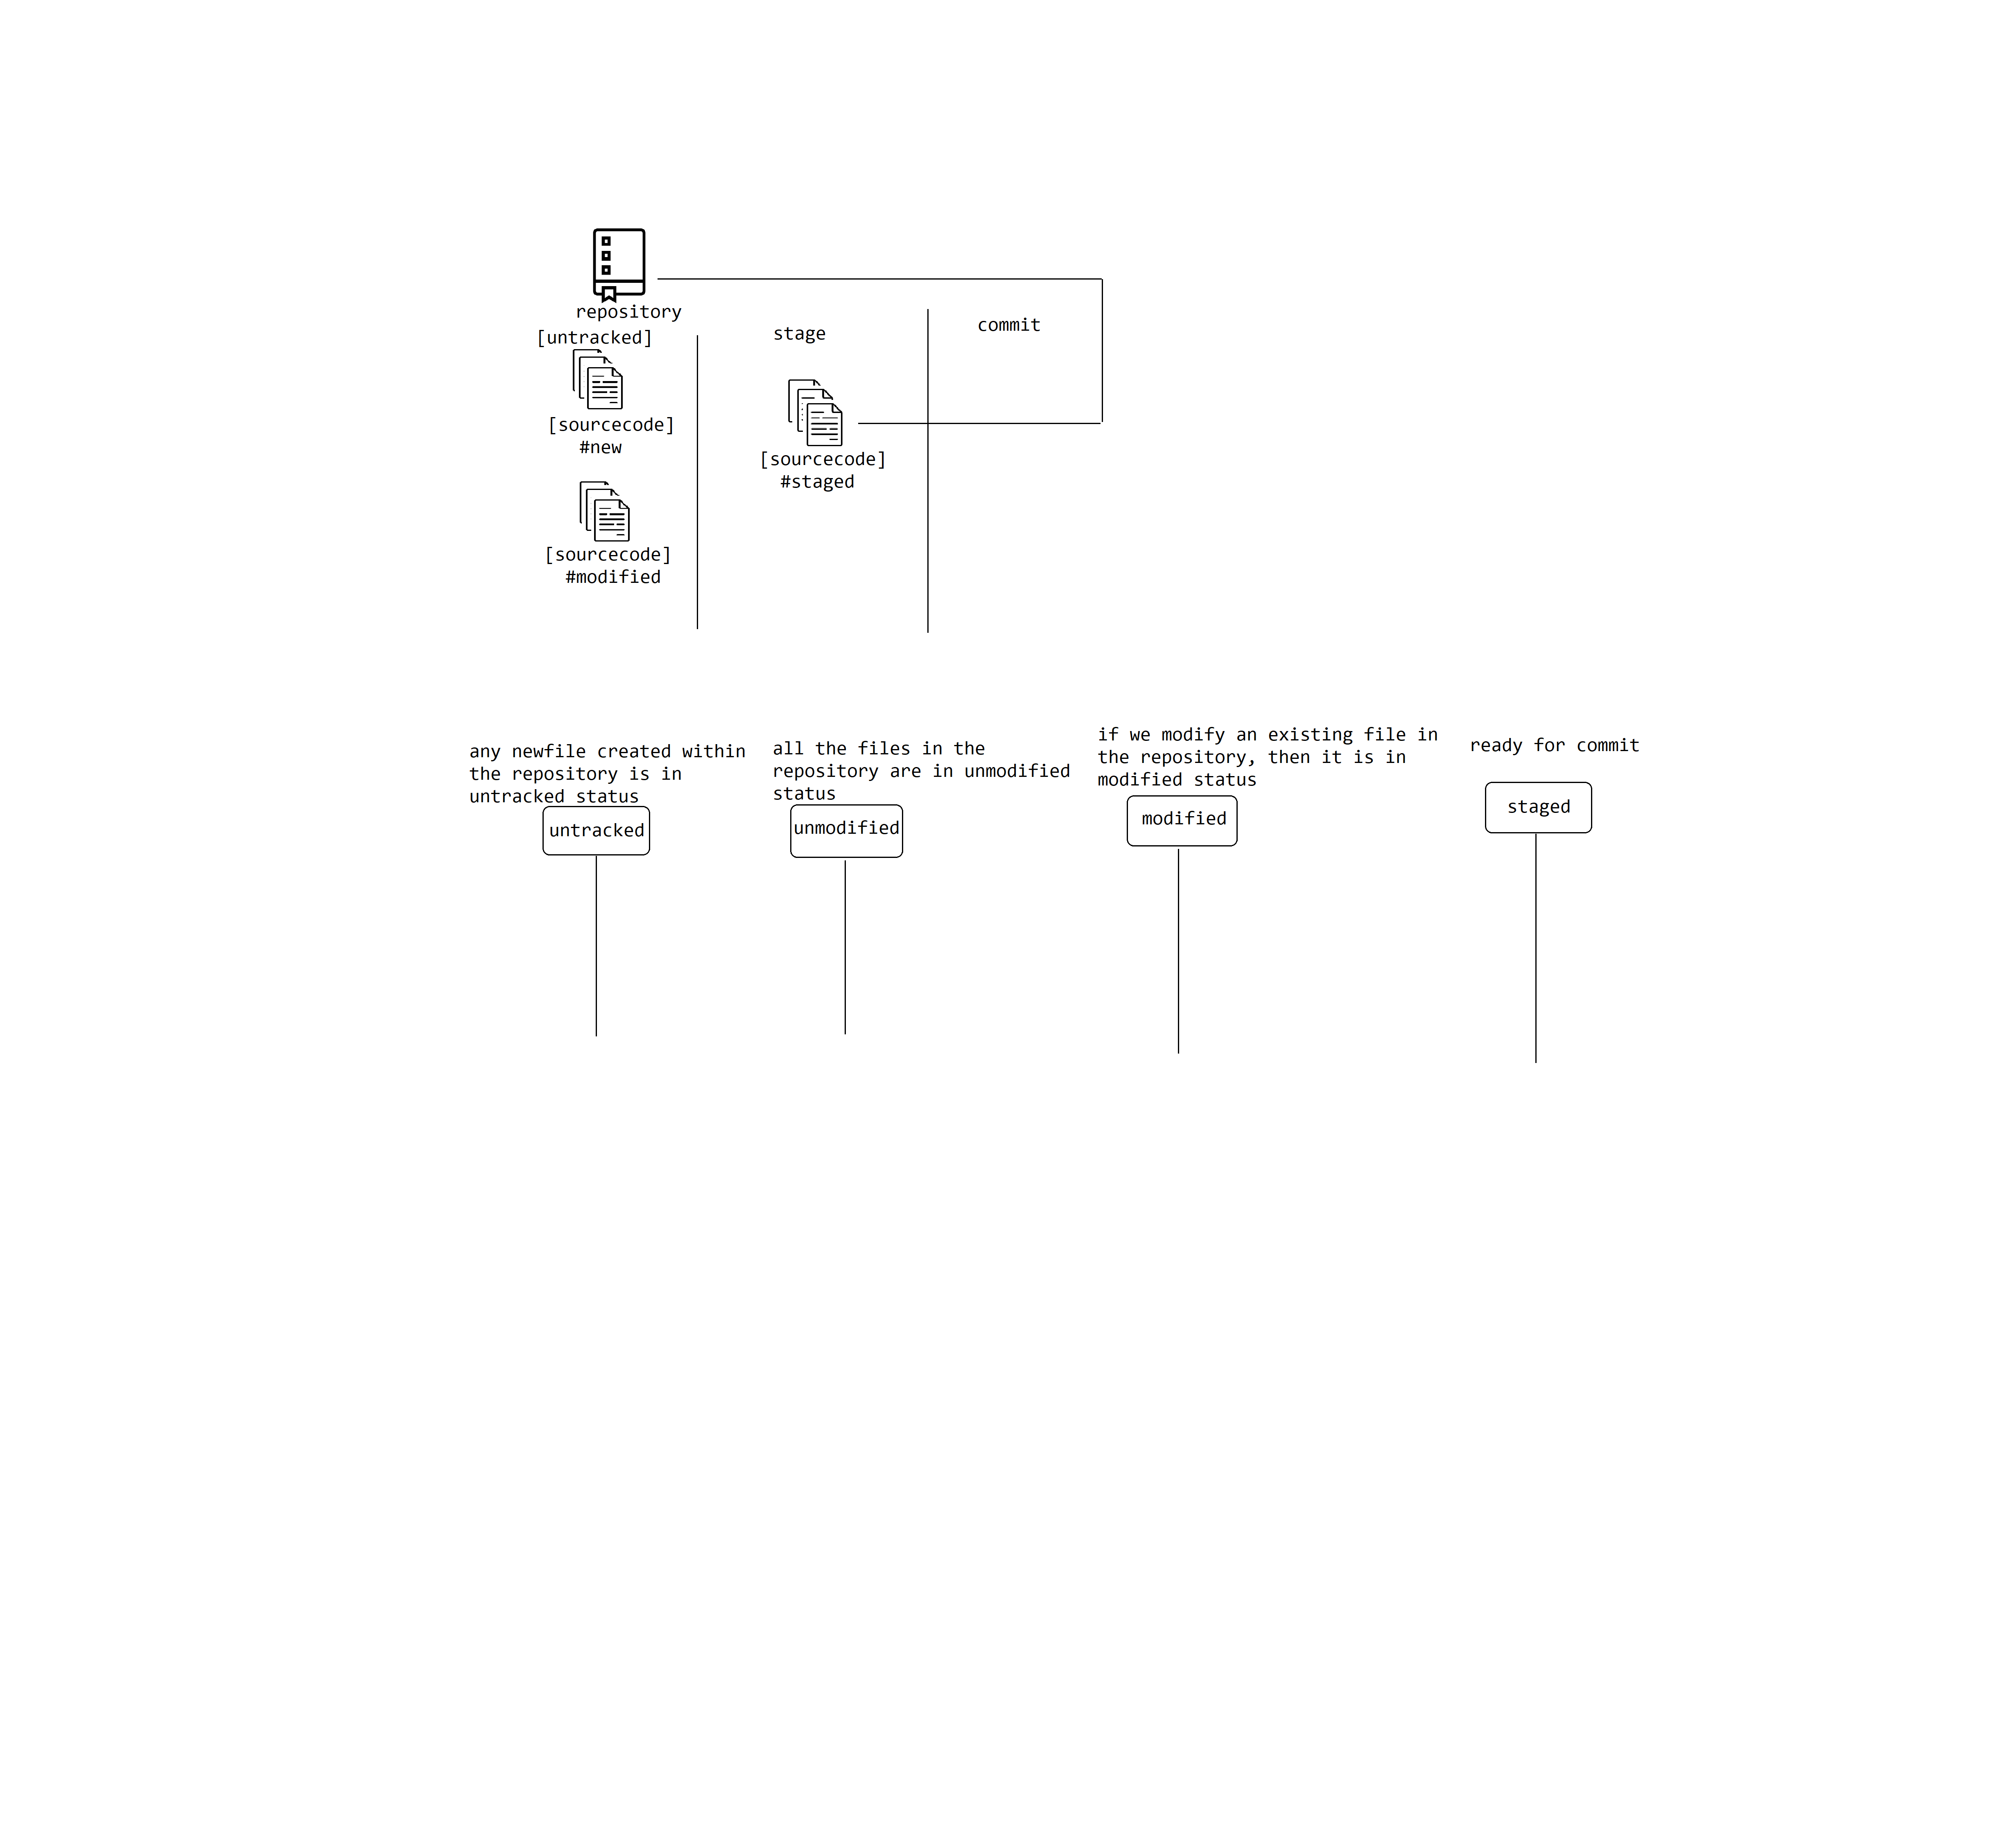 repository
[untracked]
stage
commit
[sourcecode]
#new
[sourcecode]
#staged
[sourcecode]
#modified
any newfile created within
the repository is in
untracked status
untracked
all the files in the
repository are in unmodified
status
unmodified
if we modify an existing file in
the repository, then it is in
modified status
modified
ready for commit
staged